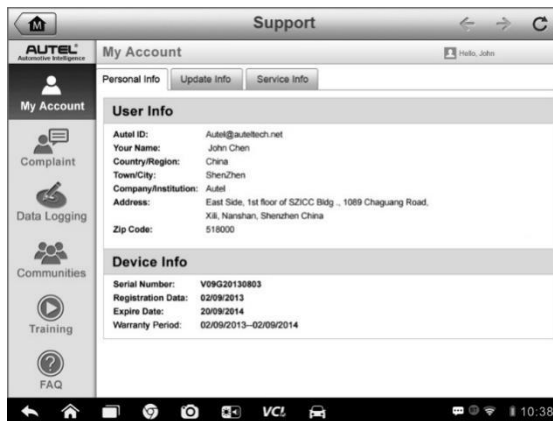 Support
AUTEL
Automotive Intelligence
My Account
Hello, John
Personal Info
Update Info
Service Info
My Account
Complaint
Data Logging
Communities
Training
FAQ
User Info
Autel ID: Autel@auteltech.net
Your Name: John Chen
Country/Region: China
Town/City: ShenZhen
Company/Institution: Autel
Address: East Side, 1st floor of SZICC Bldg ., 1089 Chaguang Road,
Xili, Nanshan, Shenzhen China
Zip Code: 518000
Device Info
Serial Number: V09G20130803
Registration Data: 02/09/2013
Expire Date: 20/09/2014
Warranty Period: 02/09/2013--02/09/2014
VCI
10:38